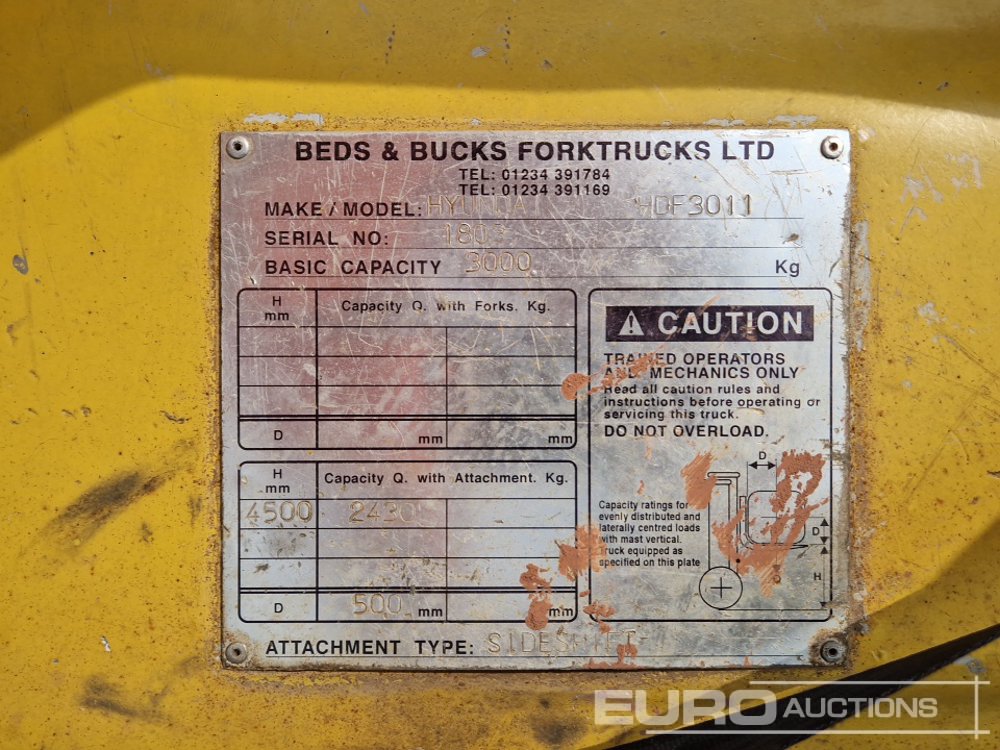 BEDS & BUCKS FORKTRUCKS LTD
TEL: 01234 391784
TEL: 01234 391169
MAKE / MODEL: HYUNDAI HDF3011
SERIAL NO: 180
BASIC CAPACITY 3000 Kg
H
mm
Capacity Q. with Forks. Kg.
D mm mm
H
mm
Capacity Q. with Attachment. Kg.
4500 2430
D 500 mm mm
ATTACHMENT TYPE: SIDESHIFT
CAUTION
TRAINED OPERATORS
AND MECHANICS ONLY
Read all caution rules and
instructions before operating or
servicing this truck.
DO NOT OVERLOAD.
D
Capacity ratings for
evenly distributed and
laterally centred loads
with mast vertical.
Truck equipped as
specified on this plate
D
H
Q
EURO AUCTIONS